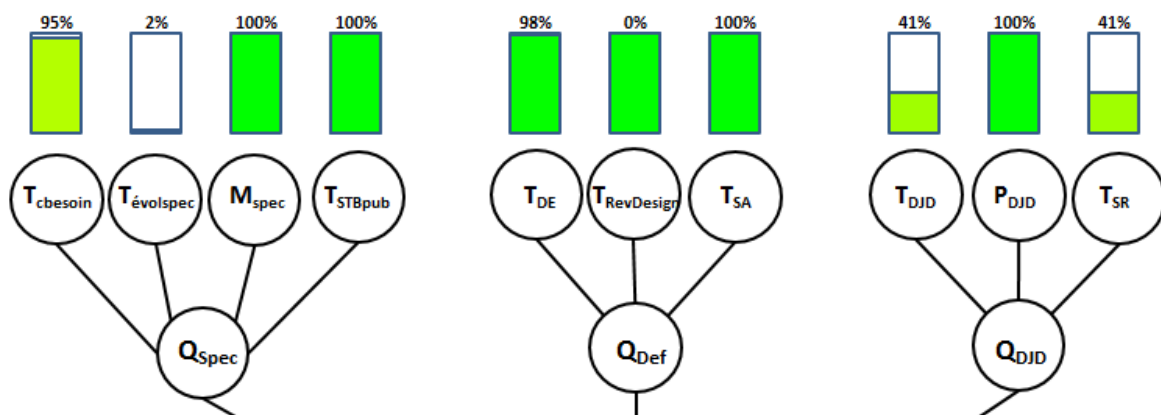 95% 2% 100% 100% 98% 0% 100% 41% 100% 41%
Tcbesoin Tévolspec Mspec TSTBpub TDE TRevDesign TSA TDJD PDJD TSR
QSpec QDef QDJD